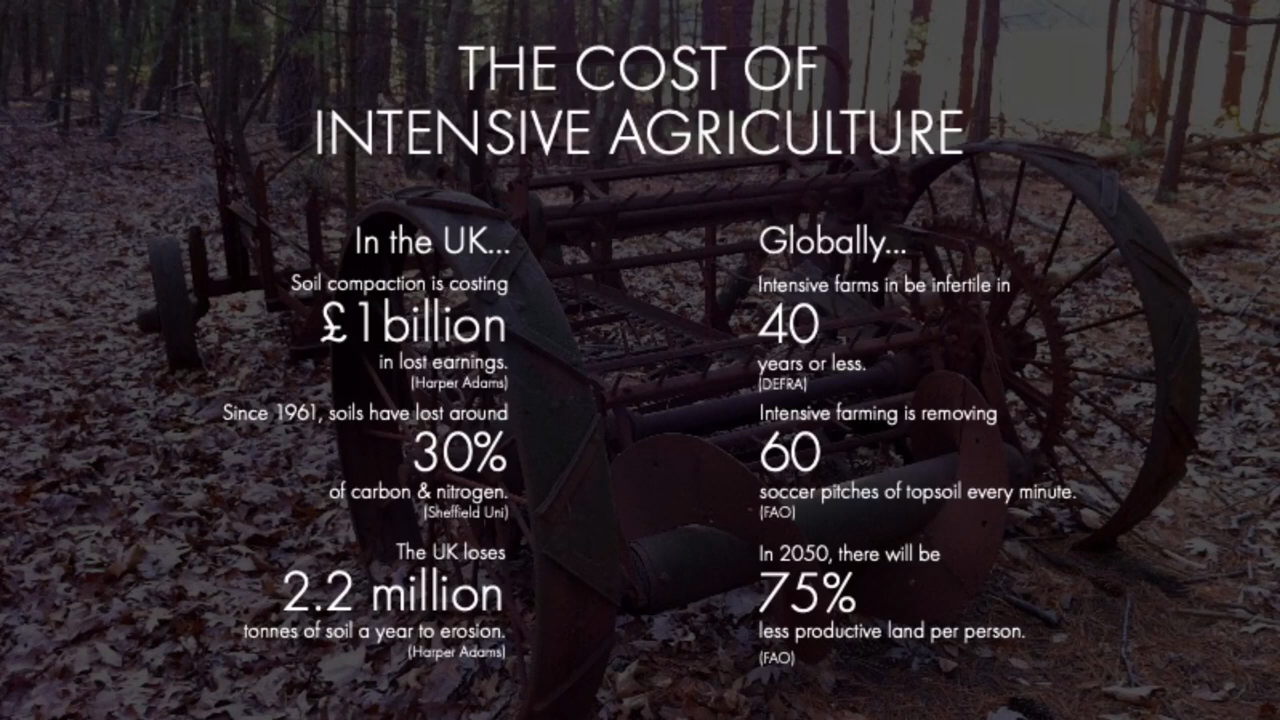 THE COST OF
INTENSIVE AGRICULTURE
In the UK...
Soil compaction is costing
£1billion
in lost earnings.
(Harper Adams)
Since 1961, soils have lost around
30%
of carbon & nitrogen.
(Sheffield Uni)
The UK loses
2.2 million
tonnes of soil a year to erosion.
(Harper Adams)
Globally...
Intensive farms in be infertile in
40
years or less.
(DEFRA)
Intensive farming is removing
60
soccer pitches of topsoil every minute.
(FAO)
In 2050, there will be
75%
less productive land per person.
(FAO)